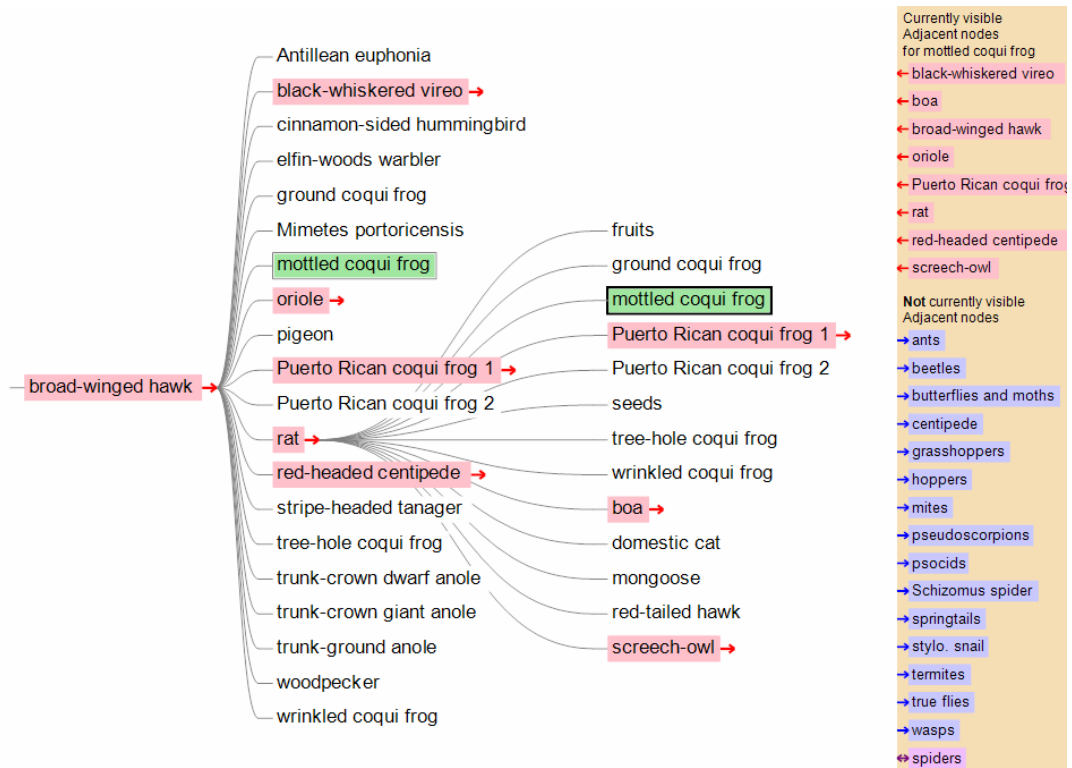 Antillean euphonia
black-whiskered vireo
cinnamon-sided hummingbird
elfin-woods warbler
ground coqui frog
Mimetes portoricensis
mottled coqui frog
oriole
pigeon
Puerto Rican coqui frog 1
broad-winged hawk
Puerto Rican coqui frog 2
rat
red-headed centipede
stripe-headed tanager
tree-hole coqui frog
trunk-crown dwarf anole
trunk-crown giant anole
trunk-ground anole
woodpecker
wrinkled coqui frog
fruits
ground coqui frog
mottled coqui frog
Puerto Rican coqui frog 1
Puerto Rican coqui frog 2
seeds
tree-hole coqui frog
wrinkled coqui frog
boa
domestic cat
mongoose
red-tailed hawk
screech-owl
Currently visible
Adjacent nodes
for mottled coqui frog
black-whiskered vireo
boa
broad-winged hawk
oriole
Puerto Rican coqui frog
rat
red-headed centipede
screech-owl
Not currently visible
Adjacent nodes
ants
beetles
butterflies and moths
centipede
grasshoppers
hoppers
mites
pseudoscorpions
psocids
Schizomus spider
springtails
stylo. snail
termites
true flies
wasps
spiders